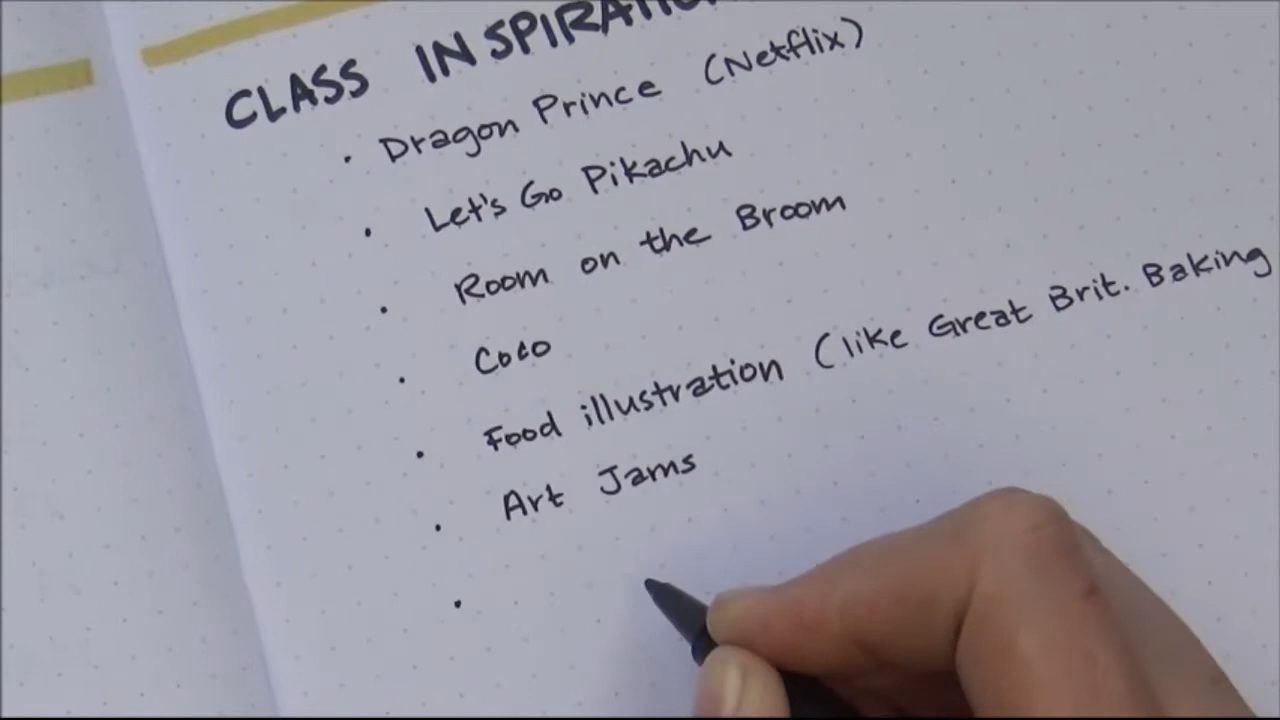 CLASS INSPIRATIO
• Dragon Prince (Netflix)
• Let's Go Pikachu
• Room on the Broom
• Coco
• Food illustration (like Great Brit. Baking
• Art Jams
•